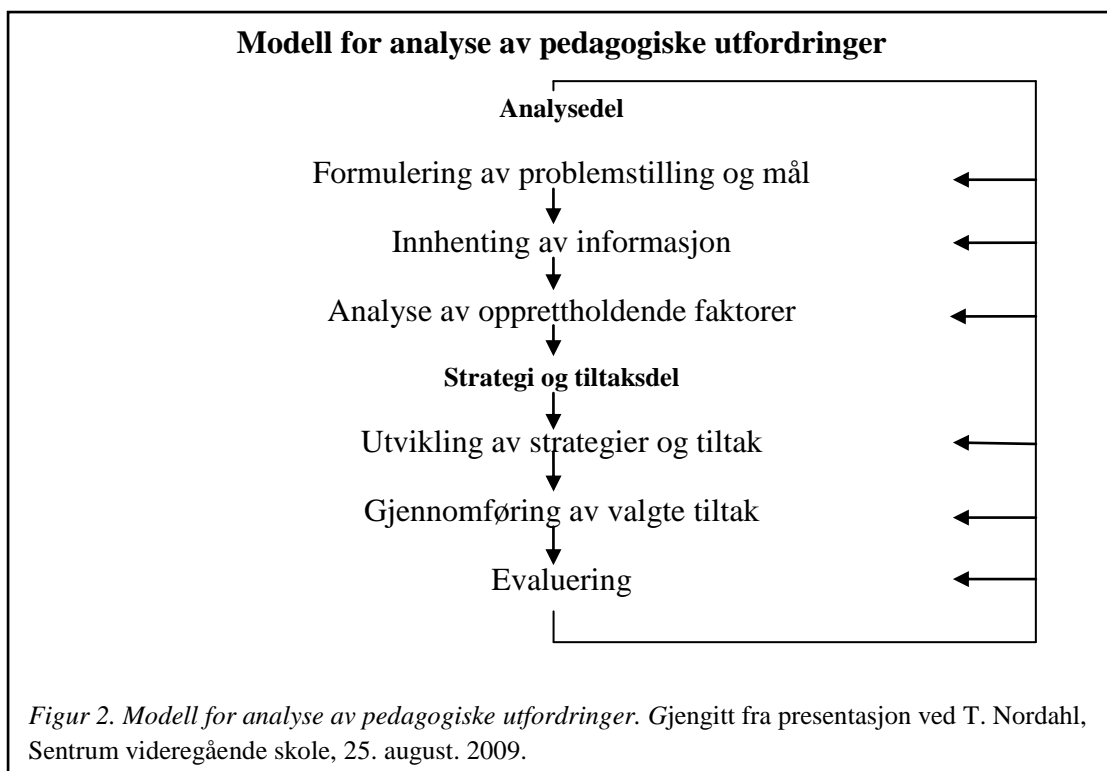 Modell for analyse av pedagogiske utfordringer
Analysedel
Formulering av problemstilling og mål
Innhenting av informasjon
Analyse av opprettholdende faktorer
Strategi og tiltaksdel
Utvikling av strategier og tiltak
Gjennomføring av valgte tiltak
Evaluering
Figur 2. Modell for analyse av pedagogiske utfordringer. Gjengitt fra presentasjon ved T. Nordahl,
Sentrum videregående skole, 25. august. 2009.